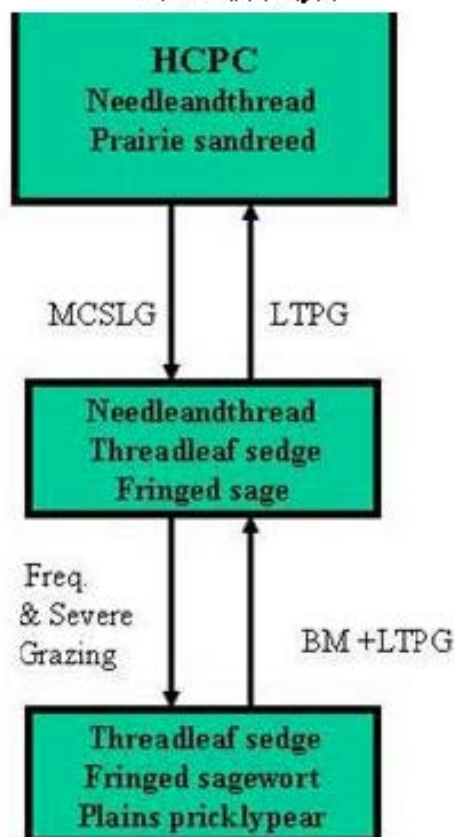 HCPC
Needleandthread
Prairie sandreed
MCSLG
LTPG
Needleandthread
Threadleaf sedge
Fringed sage
Freq.
& Severe
Grazing
BM +LTPG
Threadleaf sedge
Fringed sagewort
Plains pricklypear